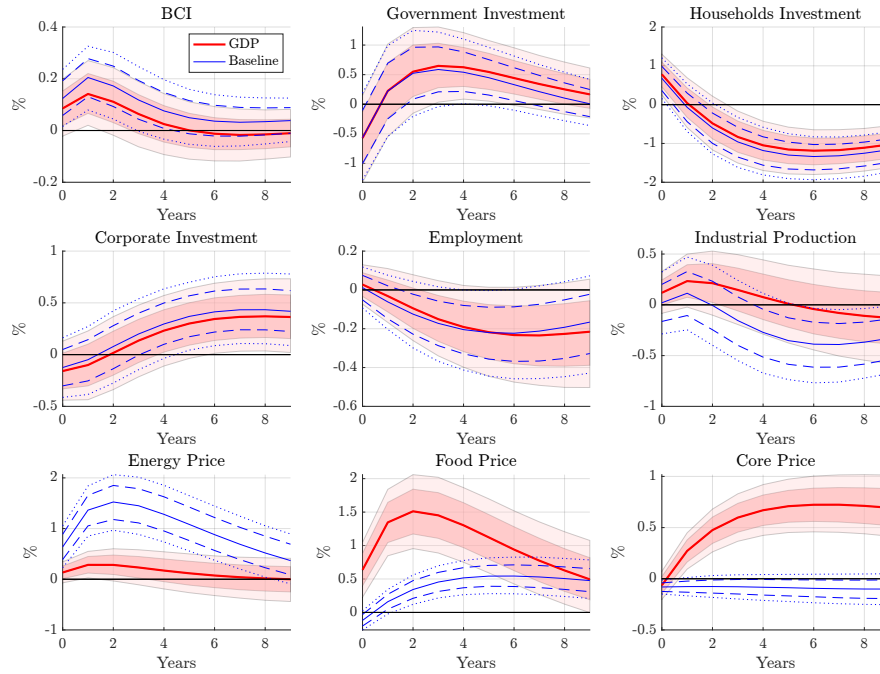 BCI
Government Investment
Households Investment
GDP
Baseline
%
0.4
0.2
0
-0.2
0 2 4 6 8
Years
%
1
0.5
0
-0.5
-1
0 2 4 6 8
Years
%
2
1
0
-1
-2
0 2 4 6 8
Years
Corporate Investment
Employment
Industrial Production
%
1
0.5
0
-0.5
0 2 4 6 8
Years
%
0.2
0
-0.2
-0.4
-0.6
0 2 4 6 8
Years
%
0.5
0
-0.5
-1
0 2 4 6 8
Years
Energy Price
Food Price
Core Price
%
2
1
0
-1
0 2 4 6 8
Years
%
2
1.5
1
0.5
0
0 2 4 6 8
Years
%
1
0.5
0
-0.5
0 2 4 6 8
Years